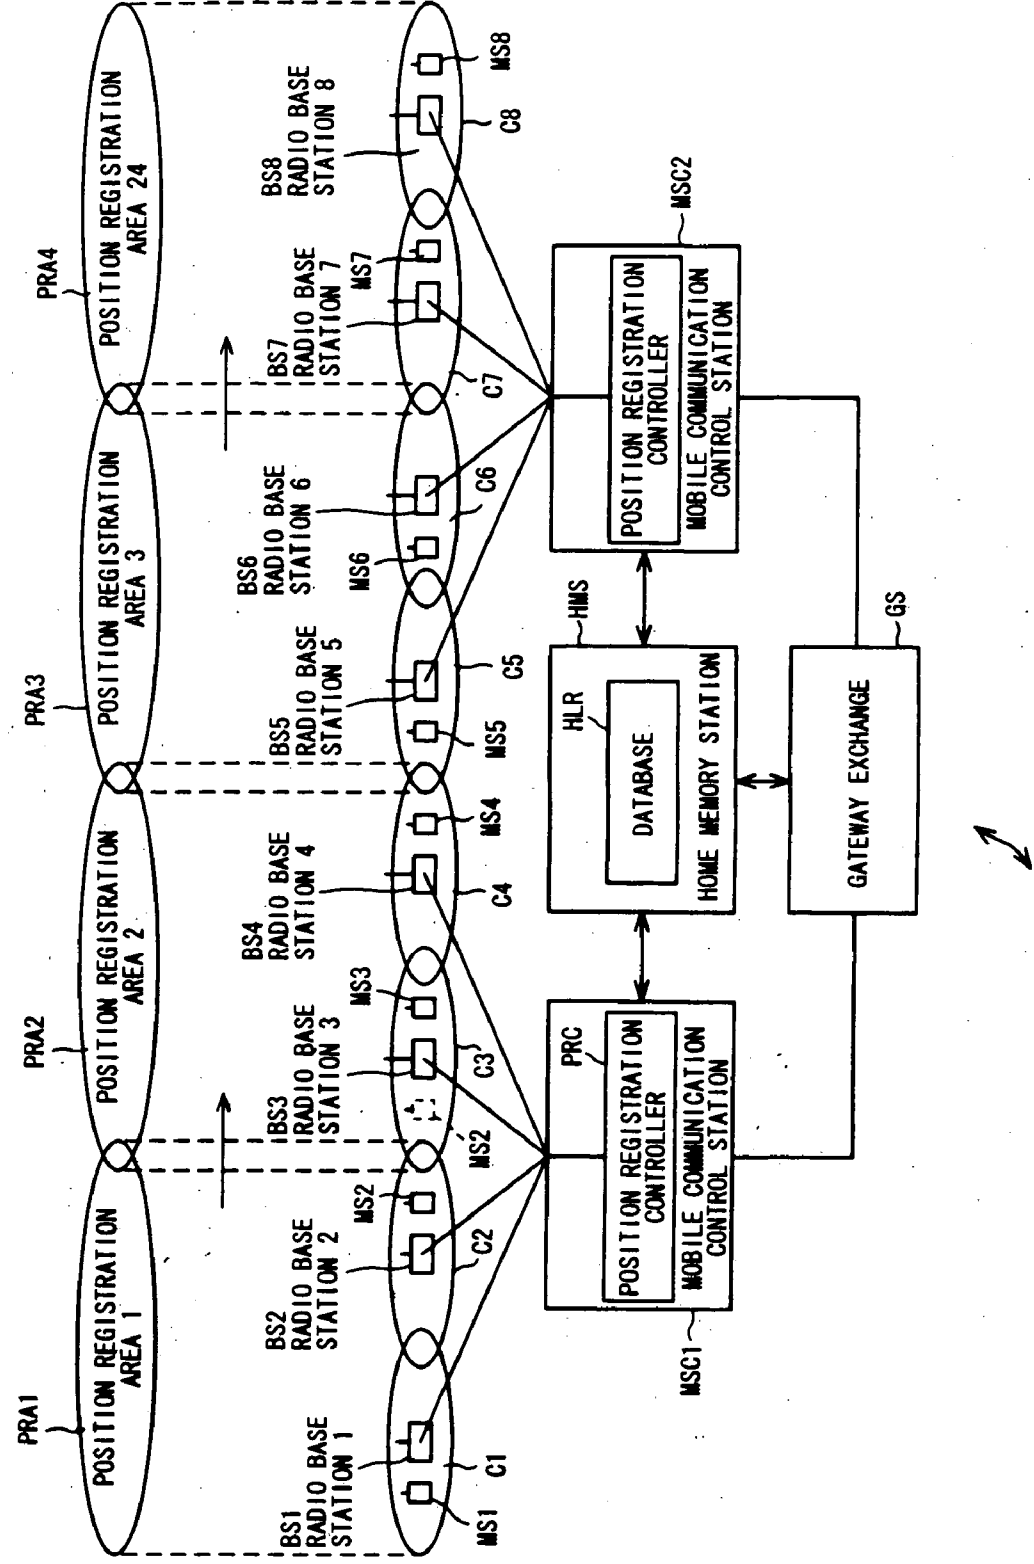 PRA1
POSITION REGISTRATION
AREA 1
PRA2
POSITION REGISTRATION
AREA 2
PRA3
POSITION REGISTRATION
AREA 3
PRA4
POSITION REGISTRATION
AREA 24
BS1
RADIO BASE
STATION 1
BS2
RADIO BASE
STATION 2
BS3
RADIO BASE
STATION 3
BS4
RADIO BASE
STATION 4
BS5
RADIO BASE
STATION 5
BS6
RADIO BASE
STATION 6
BS7
RADIO BASE
STATION 7
BS8
RADIO BASE
STATION 8
MS1
C1
MS2
C2
MS2
C3
MS3
C4
MS4
MS5
C5
MS6
C6
C7
MS7
C8
MS8
MSC1
PRC
POSITION REGISTRATION
CONTROLLER
MOBILE COMMUNICATION
CONTROL STATION
HMS
HLR
DATABASE
HOME MEMORY STATION
MSC2
POSITION REGISTRATION
CONTROLLER
MOBILE COMMUNICATION
CONTROL STATION
GS
GATEWAY EXCHANGE